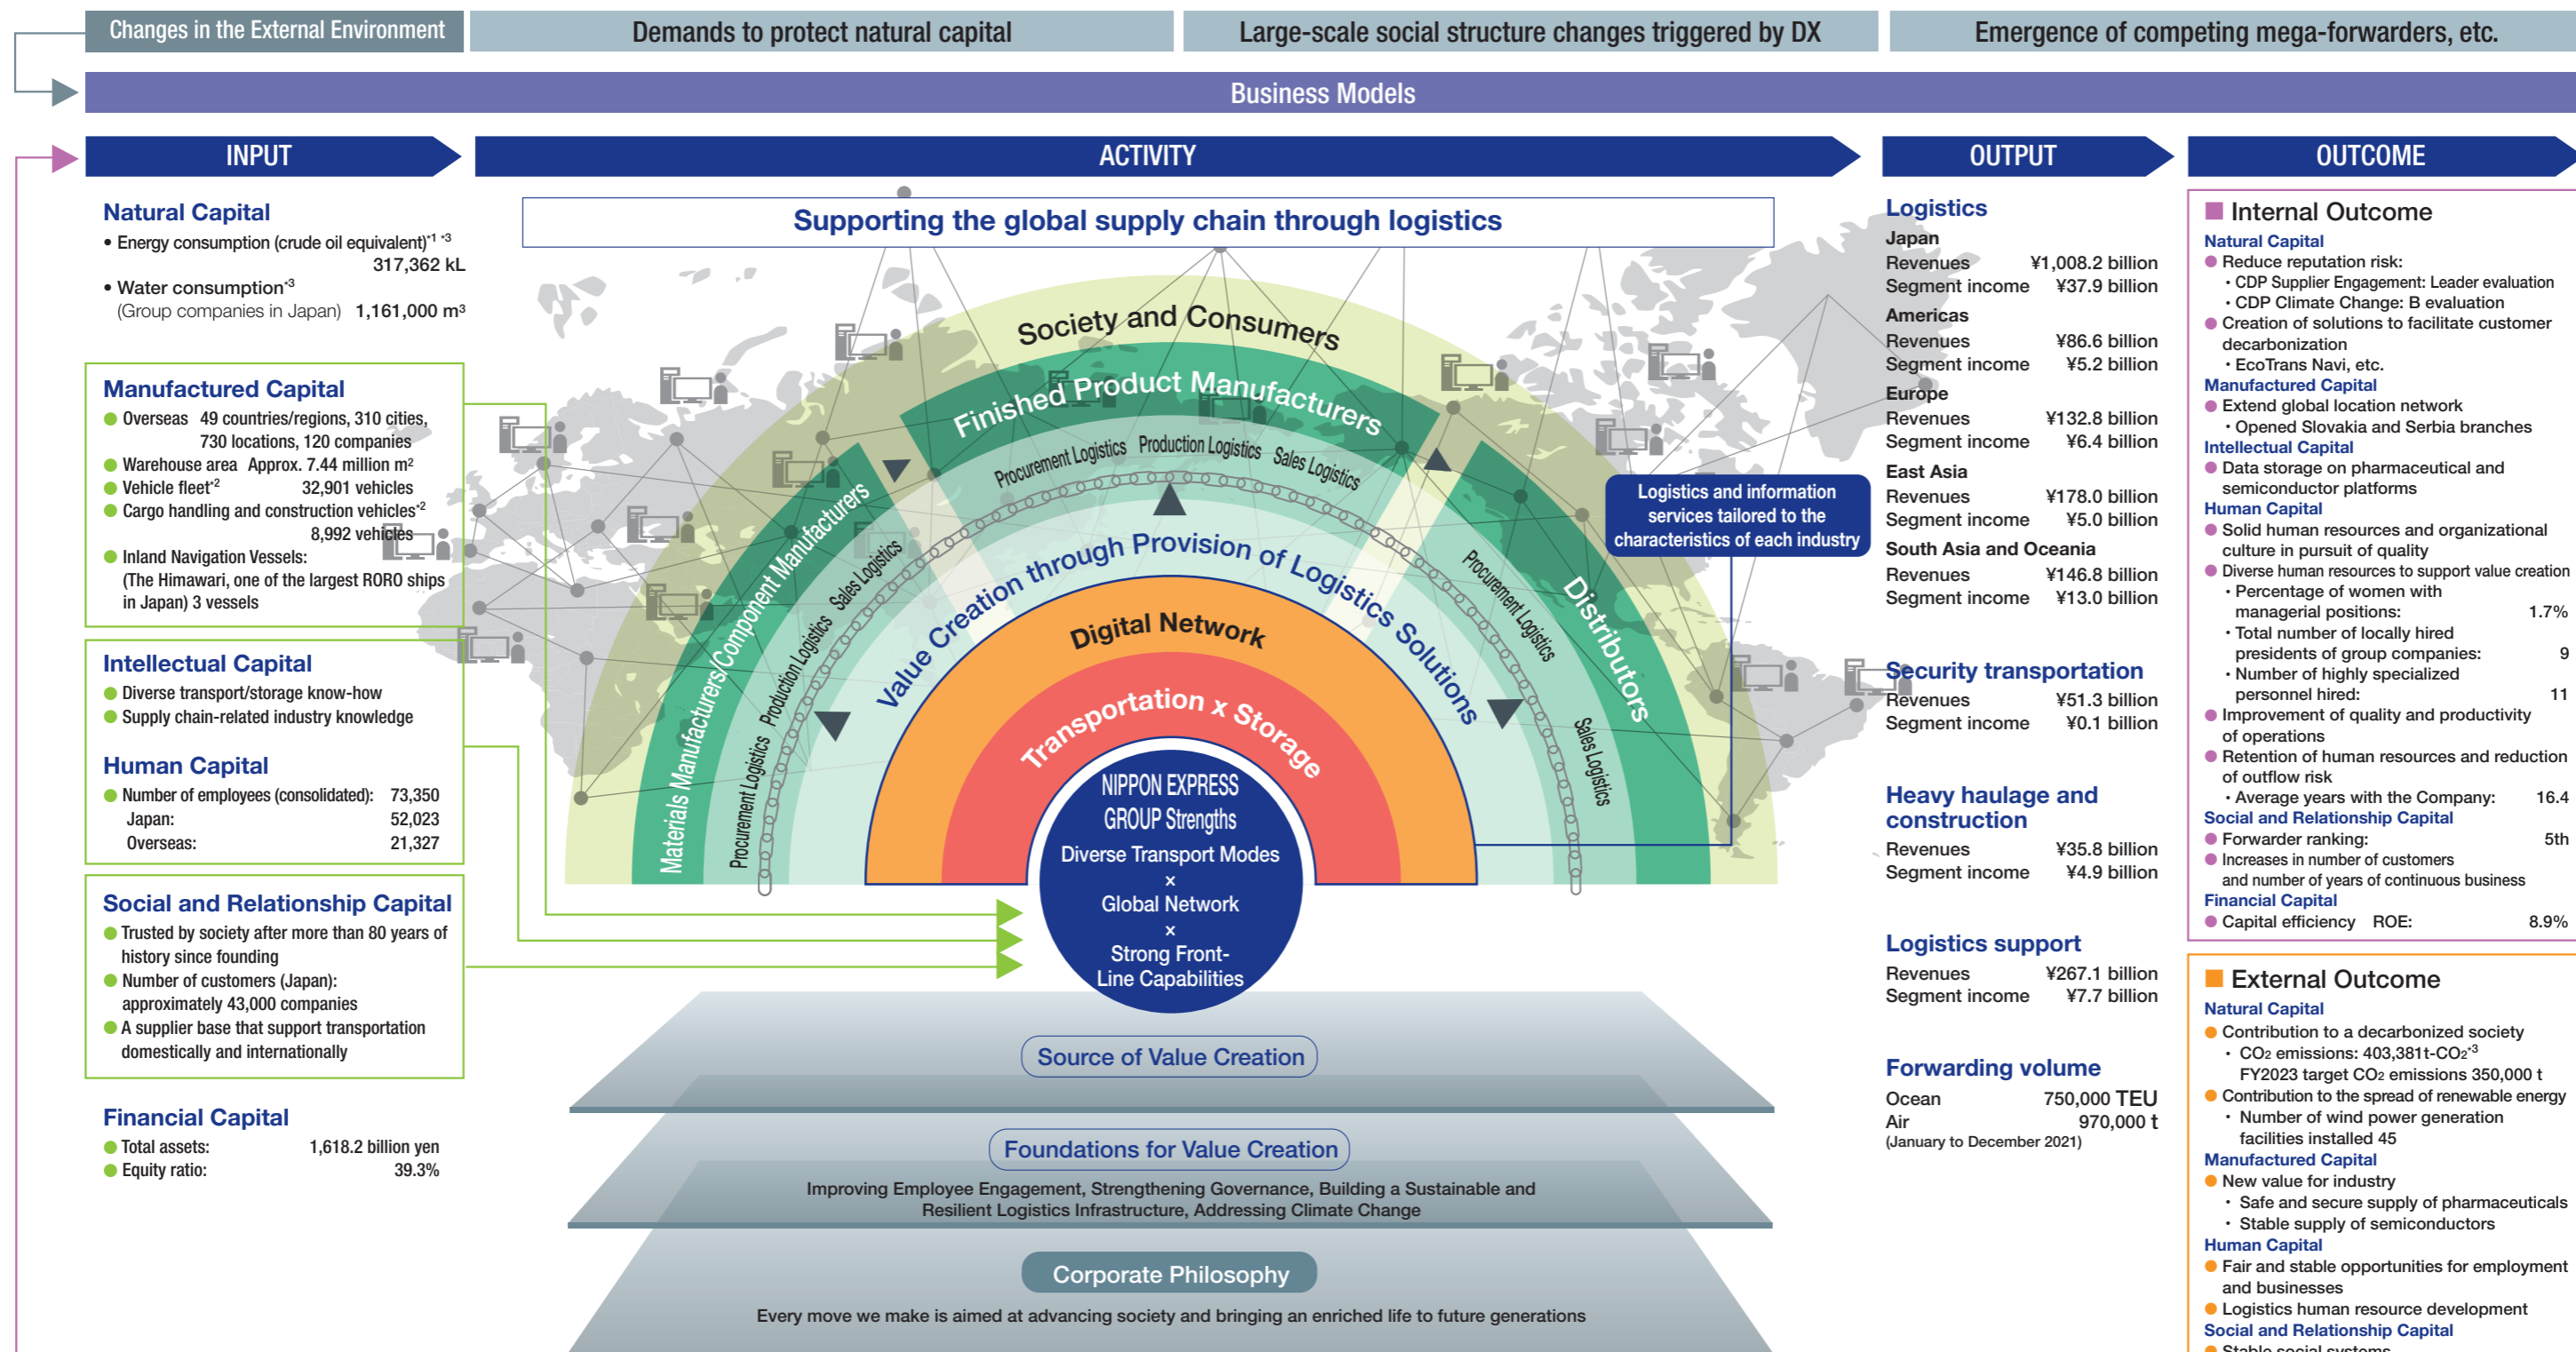 Changes in the External Environment
Demands to protect natural capital
Large-scale social structure changes triggered by DX
Emergence of competing mega-forwarders, etc.
Business Models
INPUT
ACTIVITY
OUTPUT
OUTCOME
Natural Capital
• Energy consumption (crude oil equivalent)*1 *3
317,362 kL
• Water consumption*3
(Group companies in Japan) 1,161,000 m³
Manufactured Capital
● Overseas 49 countries/regions, 310 cities,
730 locations, 120 companies
● Warehouse area Approx. 7.44 million m²
● Vehicle fleet*2 32,901 vehicles
● Cargo handling and construction vehicles*2
8,992 vehicles
● Inland Navigation Vessels:
(The Himawari, one of the largest RORO ships
in Japan) 3 vessels
Intellectual Capital
● Diverse transport/storage know-how
● Supply chain-related industry knowledge
Human Capital
● Number of employees (consolidated): 73,350
Japan: 52,023
Overseas: 21,327
Social and Relationship Capital
● Trusted by society after more than 80 years of
history since founding
● Number of customers (Japan):
approximately 43,000 companies
● A supplier base that support transportation
domestically and internationally
Financial Capital
● Total assets: 1,618.2 billion yen
● Equity ratio: 39.3%
Supporting the global supply chain through logistics
Society and Consumers
Finished Product Manufacturers
Procurement Logistics Production Logistics Sales Logistics
Materials Manufacturers/Component Manufacturers
Procurement Logistics Production Logistics Sales Logistics
Distributors
Procurement Logistics
Sales Logistics
Logistics and information
services tailored to the
characteristics of each industry
Value Creation through Provision of Logistics Solutions
Digital Network
Transportation x Storage
NIPPON EXPRESS
GROUP Strengths
Diverse Transport Modes
×
Global Network
×
Strong Front-
Line Capabilities
Source of Value Creation
Foundations for Value Creation
Improving Employee Engagement, Strengthening Governance, Building a Sustainable and
Resilient Logistics Infrastructure, Addressing Climate Change
Corporate Philosophy
Every move we make is aimed at advancing society and bringing an enriched life to future generations
Logistics
Japan
Revenues ¥1,008.2 billion
Segment income ¥37.9 billion
Americas
Revenues ¥86.6 billion
Segment income ¥5.2 billion
Europe
Revenues ¥132.8 billion
Segment income ¥6.4 billion
East Asia
Revenues ¥178.0 billion
Segment income ¥5.0 billion
South Asia and Oceania
Revenues ¥146.8 billion
Segment income ¥13.0 billion
Security transportation
Revenues ¥51.3 billion
Segment income ¥0.1 billion
Heavy haulage and
construction
Revenues ¥35.8 billion
Segment income ¥4.9 billion
Logistics support
Revenues ¥267.1 billion
Segment income ¥7.7 billion
Forwarding volume
Ocean 750,000 TEU
Air 970,000 t
(January to December 2021)
■ Internal Outcome
Natural Capital
● Reduce reputation risk:
・CDP Supplier Engagement: Leader evaluation
・CDP Climate Change: B evaluation
● Creation of solutions to facilitate customer
decarbonization
・EcoTrans Navi, etc.
Manufactured Capital
● Extend global location network
・Opened Slovakia and Serbia branches
Intellectual Capital
● Data storage on pharmaceutical and
semiconductor platforms
Human Capital
● Solid human resources and organizational
culture in pursuit of quality
● Diverse human resources to support value creation
・Percentage of women with
managerial positions: 1.7%
・Total number of locally hired
presidents of group companies: 9
・Number of highly specialized
personnel hired: 11
● Improvement of quality and productivity
of operations
● Retention of human resources and reduction
of outflow risk
・Average years with the Company: 16.4
Social and Relationship Capital
● Forwarder ranking: 5th
● Increases in number of customers
and number of years of continuous business
Financial Capital
● Capital efficiency ROE: 8.9%
■ External Outcome
Natural Capital
● Contribution to a decarbonized society
・CO2 emissions: 403,381t-CO2*3
FY2023 target CO2 emissions 350,000 t
● Contribution to the spread of renewable energy
・Number of wind power generation
facilities installed 45
Manufactured Capital
● New value for industry
・Safe and secure supply of pharmaceuticals
・Stable supply of semiconductors
Human Capital
● Fair and stable opportunities for employment
and businesses
● Logistics human resource development
Social and Relationship Capital
● Stable social systems